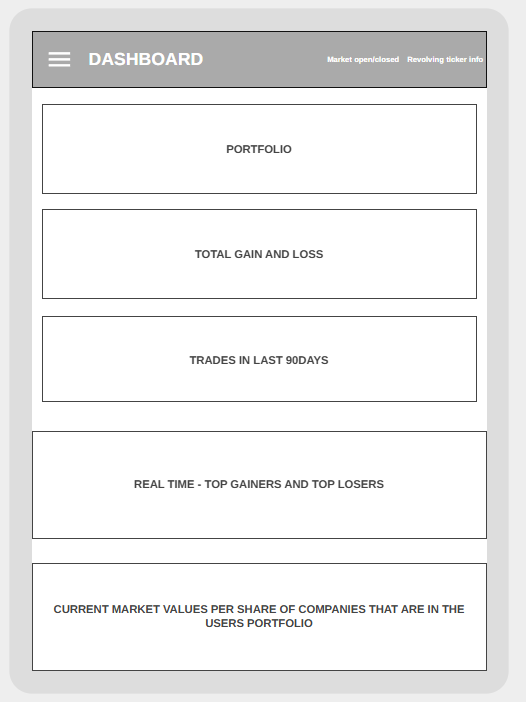 DASHBOARD
Market open/closed
Revolving ticker info
PORTFOLIO
TOTAL GAIN AND LOSS
TRADES IN LAST 90DAYS
REAL TIME - TOP GAINERS AND TOP LOSERS
CURRENT MARKET VALUES PER SHARE OF COMPANIES THAT ARE IN THE
USERS PORTFOLIO